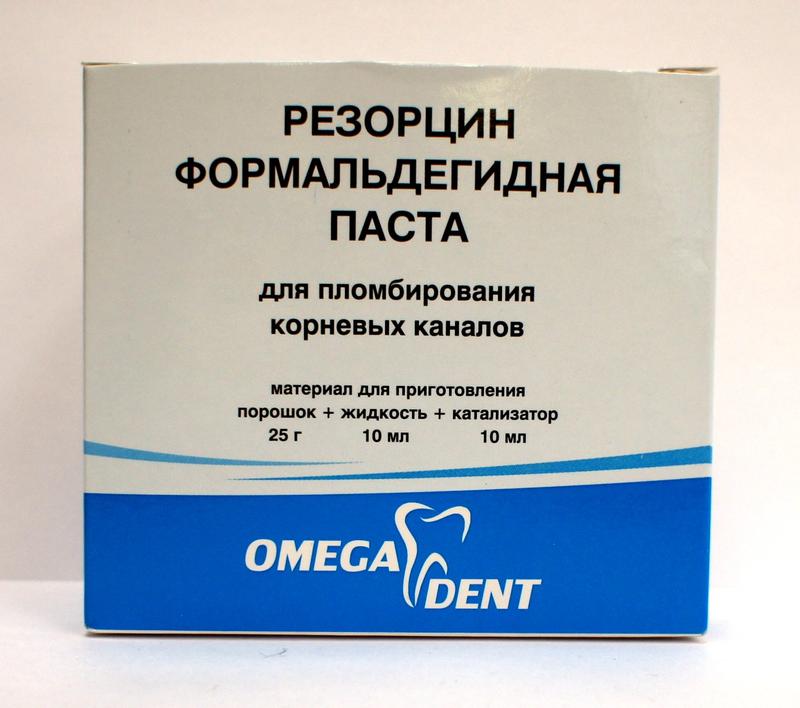 РЕЗОРЦИН
ФОРМАЛЬДЕГИДНАЯ
ПАСТА
для пломбирования
корневых каналов
материал для приготовления
порошок + жидкость + катализатор
25 г 10 мл 10 мл
OMEGA
DENT